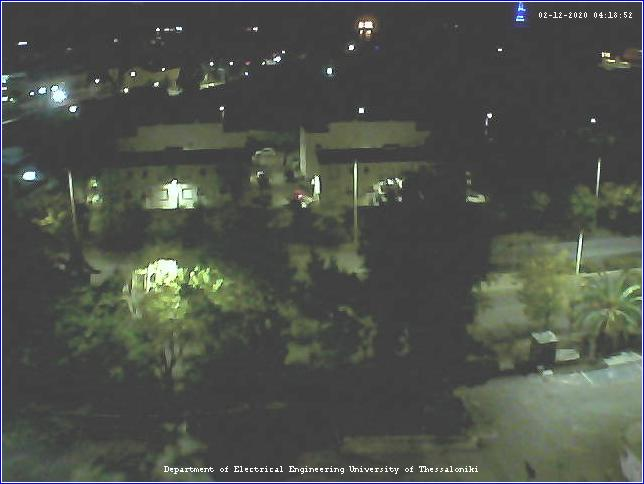 02-12-2020 04:18:52
Department of Electrical Engineering University of Thessaloniki